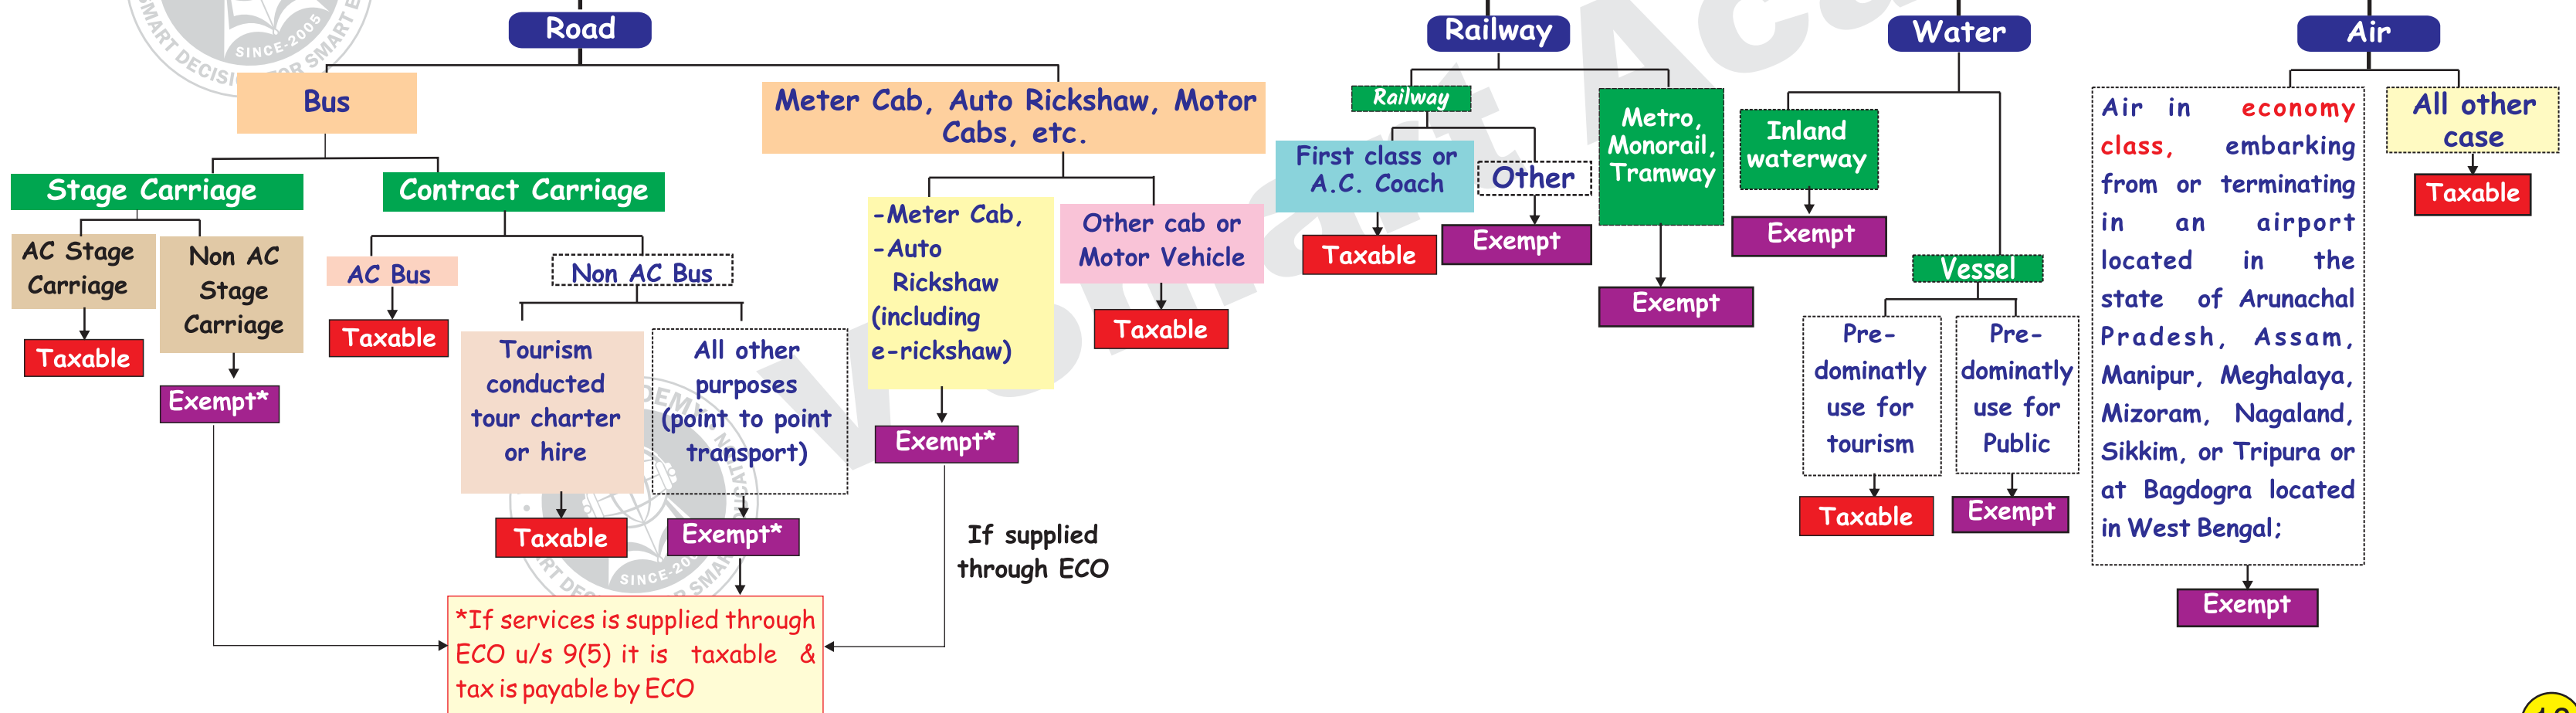 Road
Bus
Meter Cab, Auto Rickshaw, Motor
Cabs, etc.
Stage Carriage
Contract Carriage
AC Stage
Carriage
Taxable
Non AC
Stage
Carriage
Exempt*
AC Bus
Taxable
Non AC Bus
Tourism
conducted
tour charter
or hire
Taxable
All other
purposes
(point to point
transport)
Exempt*
-Meter Cab,
-Auto
Rickshaw
(including
e-rickshaw)
Exempt*
Other cab or
Motor Vehicle
Taxable
If supplied
through ECO
*If services is supplied through
ECO u/s 9(5) it is taxable &
tax is payable by ECO
Railway
Railway
First class or
A.C. Coach
Taxable
Other
Exempt
Metro,
Monorail,
Tramway
Exempt
Water
Inland
waterway
Exempt
Vessel
Pre-
dominatly
use for
tourism
Taxable
Pre-
dominatly
use for
Public
Exempt
Air
Air in economy
class, embarking
from or terminating
in an airport
located in the
state of Arunachal
Pradesh, Assam,
Manipur, Meghalaya,
Mizoram, Nagaland,
Sikkim, or Tripura or
at Bagdogra located
in West Bengal;
Exempt
All other
case
Taxable
SINCE-2005